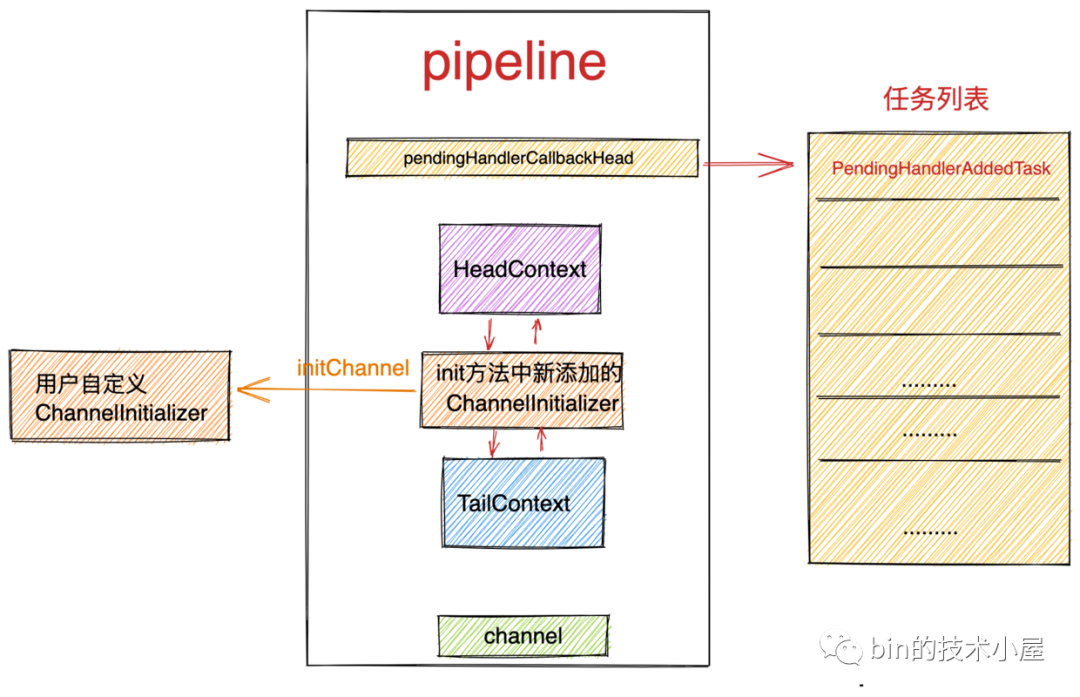 pipeline
任务列表
pendingHandlerCallbackHead
PendingHandlerAddedTask
HeadContext
initChannel
用户自定义
ChannelInitializer
init方法中新添加的
ChannelInitializer
TailContext
channel
………
………
………
bin的技术小屋